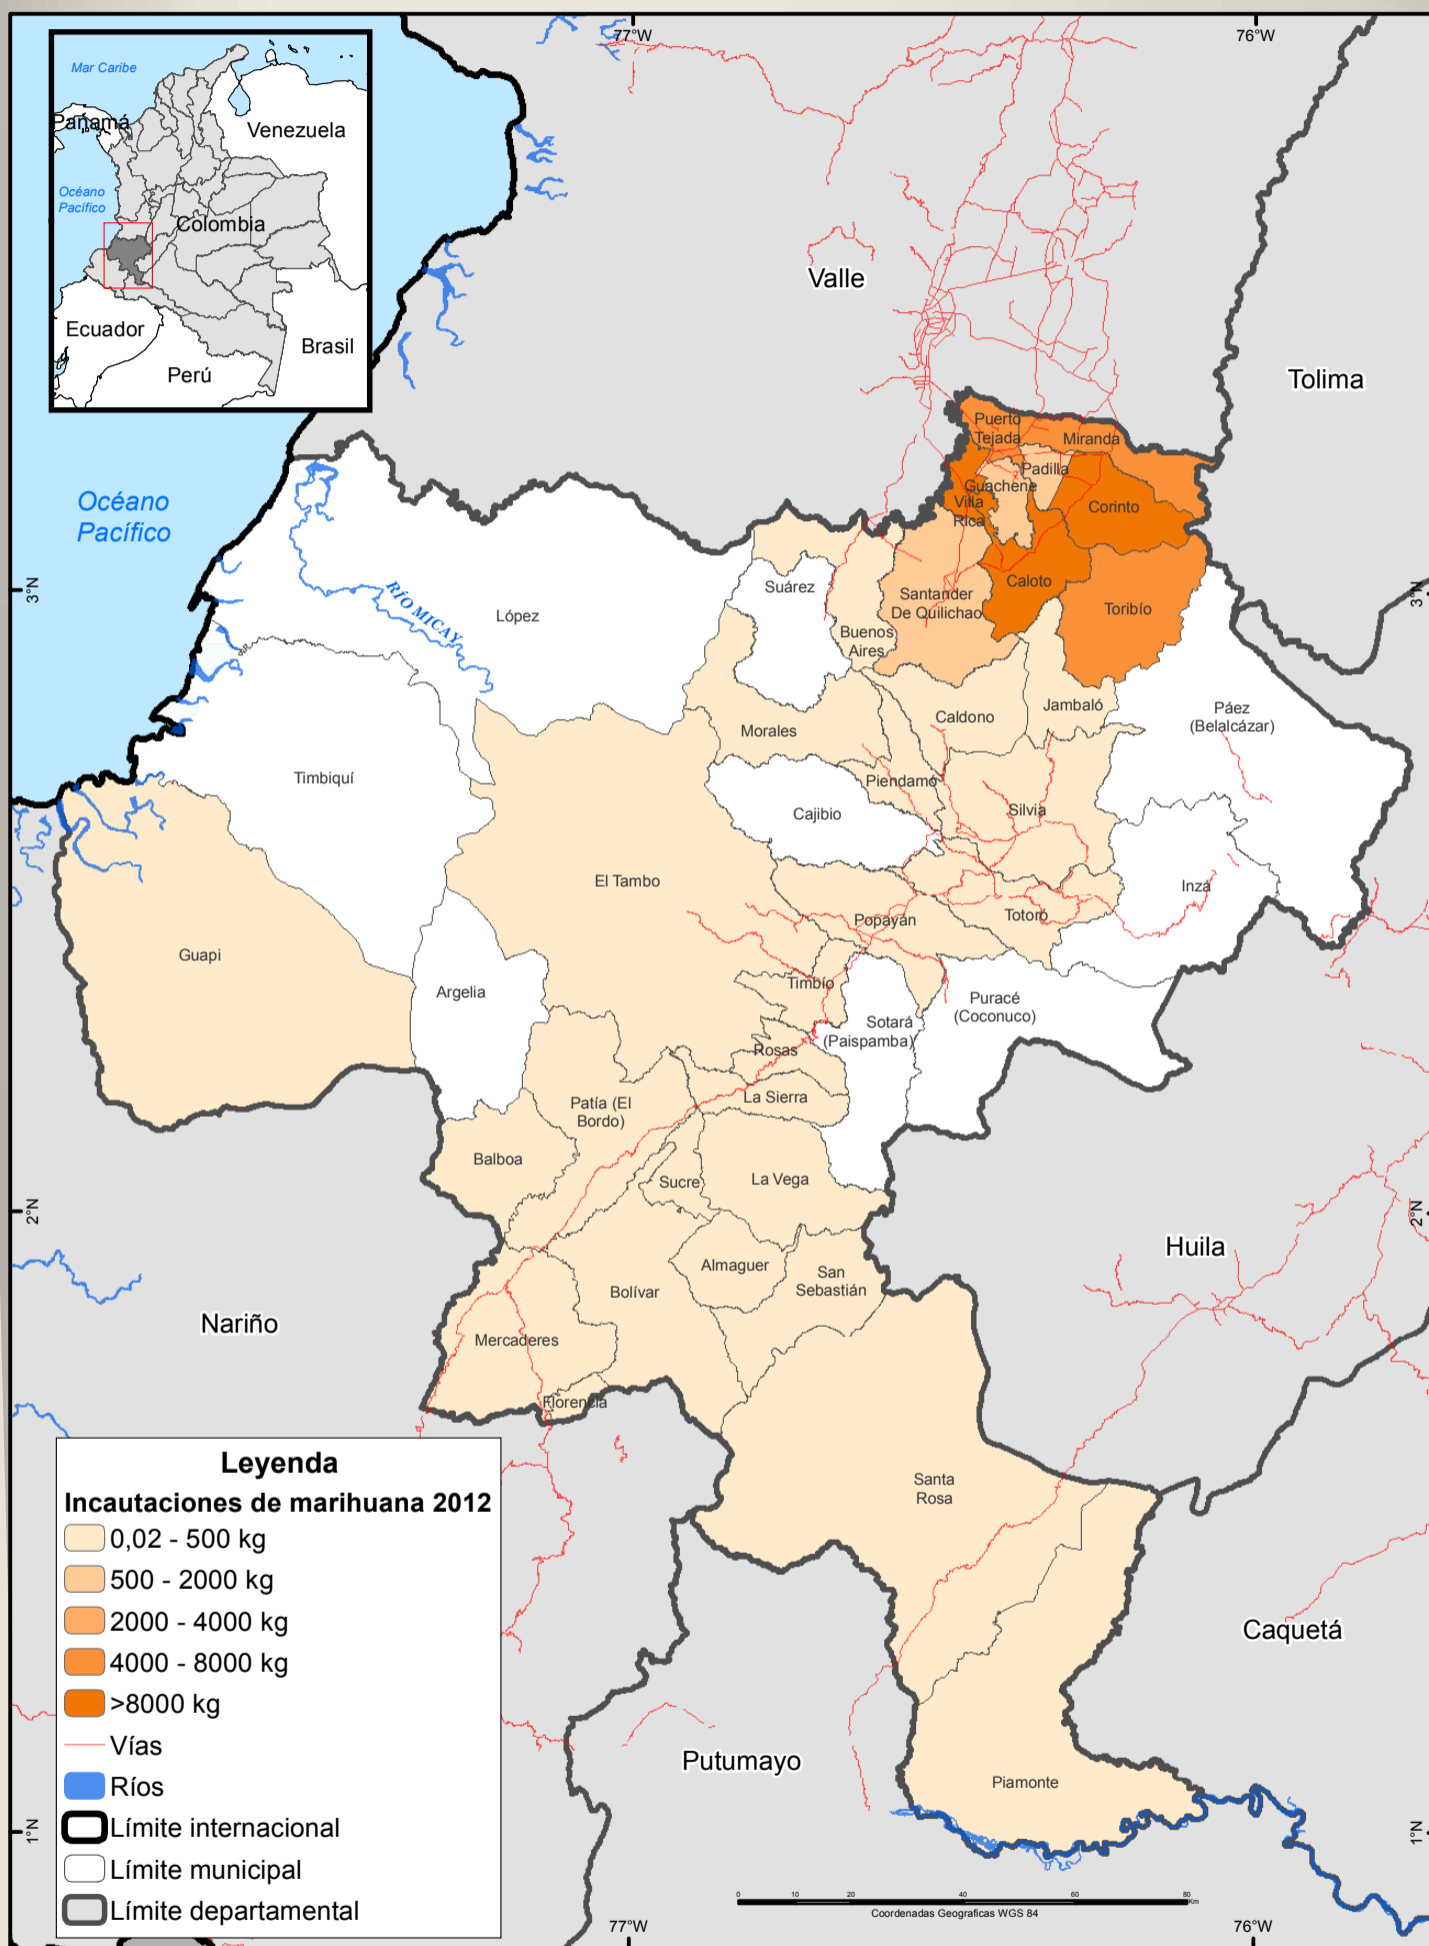 77°W
76°W
Mar Caribe
Panamá
Venezuela
Océano
Pacífico
Colombia
Ecuador
Brasil
Perú
Valle
Tolima
Océano
Pacífico
Puerto
Tejada
Miranda
Padilla
Guachene
Villa
Rica
Corinto
3°N
3°N
RÍO MICAY
López
Suárez
Santander
De Quilichao
Caloto
Toribío
Buenos
Aires
Caldono
Jambaló
Páez
(Belalcázar)
Morales
Timbiquí
Piendamó
Cajibio
Silvia
El Tambo
Inzá
Popayán
Totoró
Guapi
Argelia
Timbío
Puracé
(Coconuco)
Sotará
(Paispamba)
Rosas
La Sierra
Patía (El
Bordo)
Balboa
Sucre
La Vega
2°N
2°N
Huila
Almaguer
San
Sebastián
Bolívar
Nariño
Mercaderes
Florencia
Santa
Rosa
Caquetá
Putumayo
Piamonte
1°N
1°N
Leyenda
Incautaciones de marihuana 2012
0,02 - 500 kg
500 - 2000 kg
2000 - 4000 kg
4000 - 8000 kg
>8000 kg
Vías
Ríos
Límite internacional
Límite municipal
Límite departamental
0 10 20 40 60 80 Km
Coordenadas Geograficas WGS 84
77°W
76°W